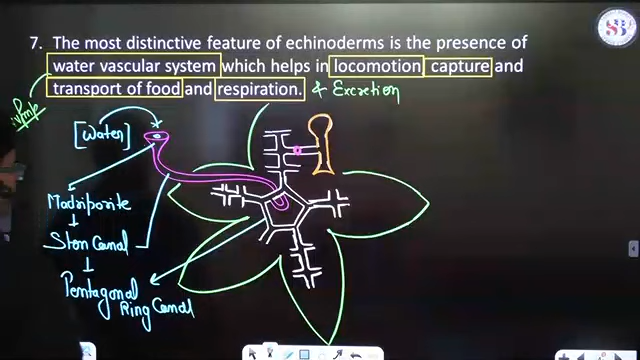 7. The most distinctive feature of echinoderms is the presence of
water vascular system which helps in locomotion, capture and
transport of food and respiration. & Excretion
[Water]
Madriporite
Ston Canal
Pentagonal
Ring Canal